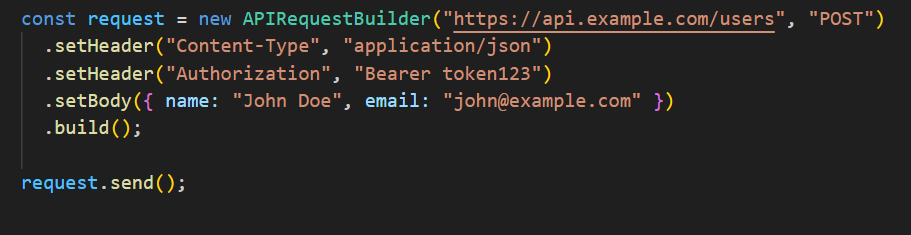 const request = new APIRequestBuilder("https://api.example.com/users", "POST")
  .setHeader("Content-Type", "application/json")
  .setHeader("Authorization", "Bearer token123")
  .setBody({ name: "John Doe", email: "john@example.com" })
  .build();

request.send();